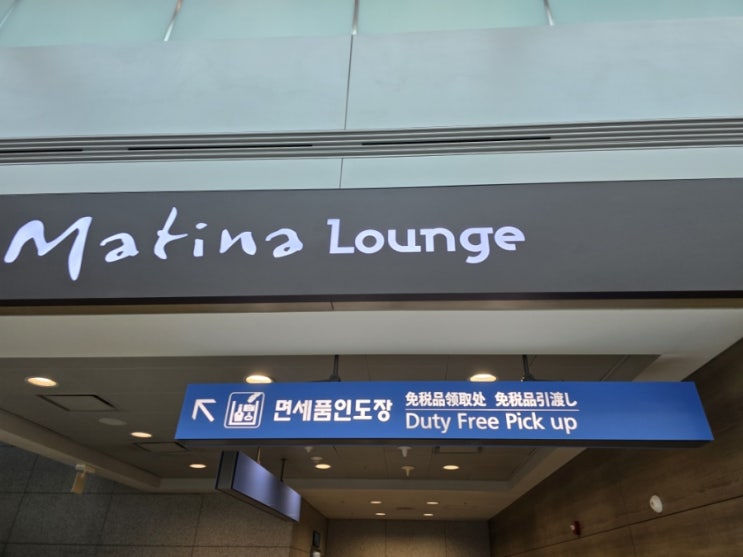 Matina Lounge
면세품인도장 免税品领取处 免税品引渡し
Duty Free Pick up